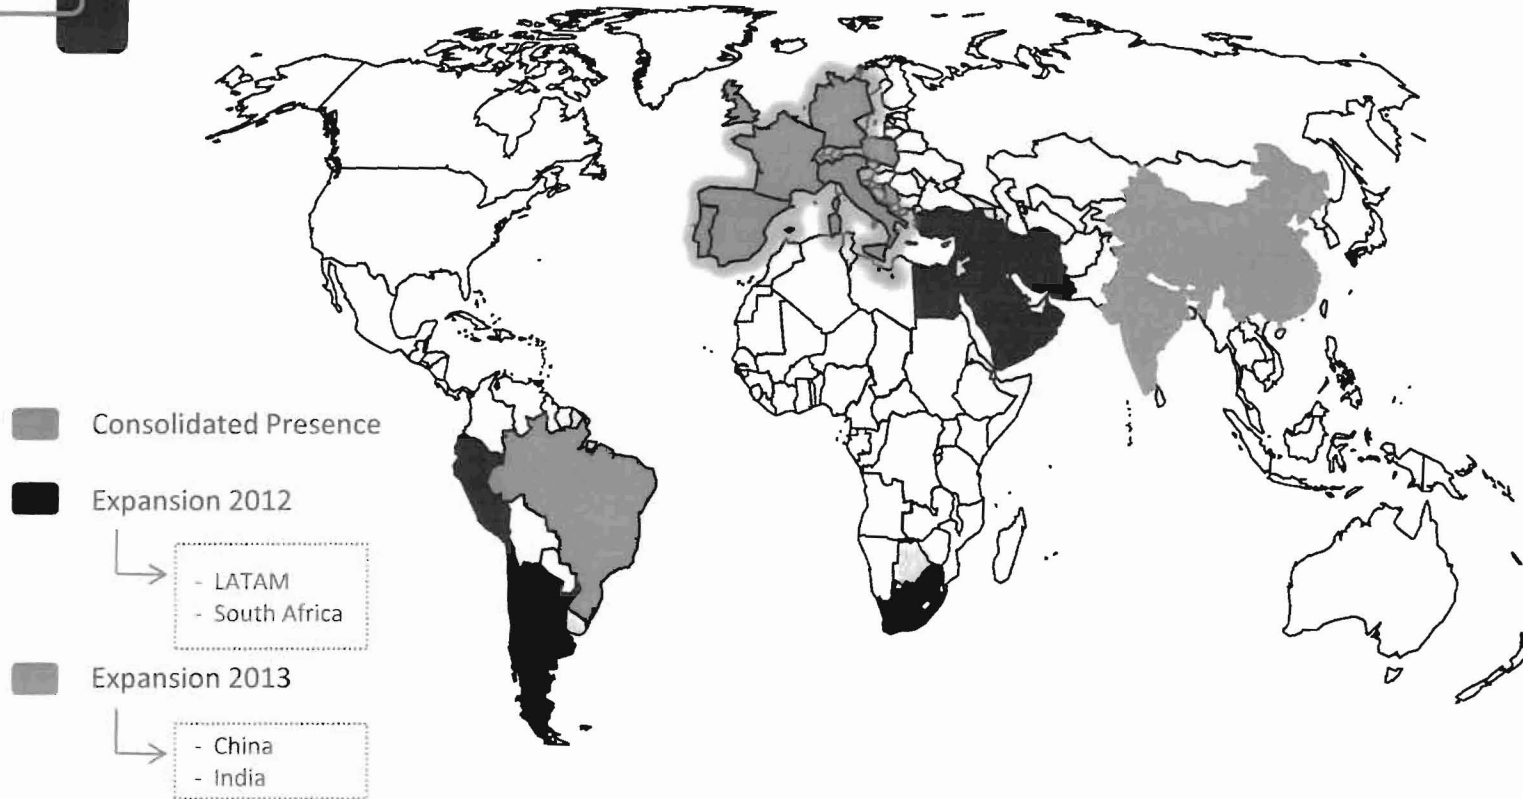 Consolidated Presence
Expansion 2012
- LATAM
- South Africa
Expansion 2013
- China
- India